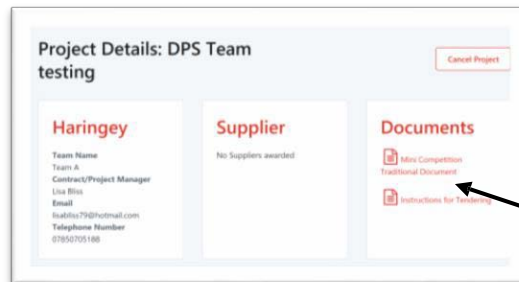 Project Details: DPS Team
testing
Cancel Project
Haringey
Team Name
Team A
Contract/Project Manager
Lisa Bliss
Email
lisabliss79@hotmail.com
Telephone Number
07850705188
Supplier
No Suppliers awarded
Documents
Mini Competition
Traditional Document
Instructions for Tendering